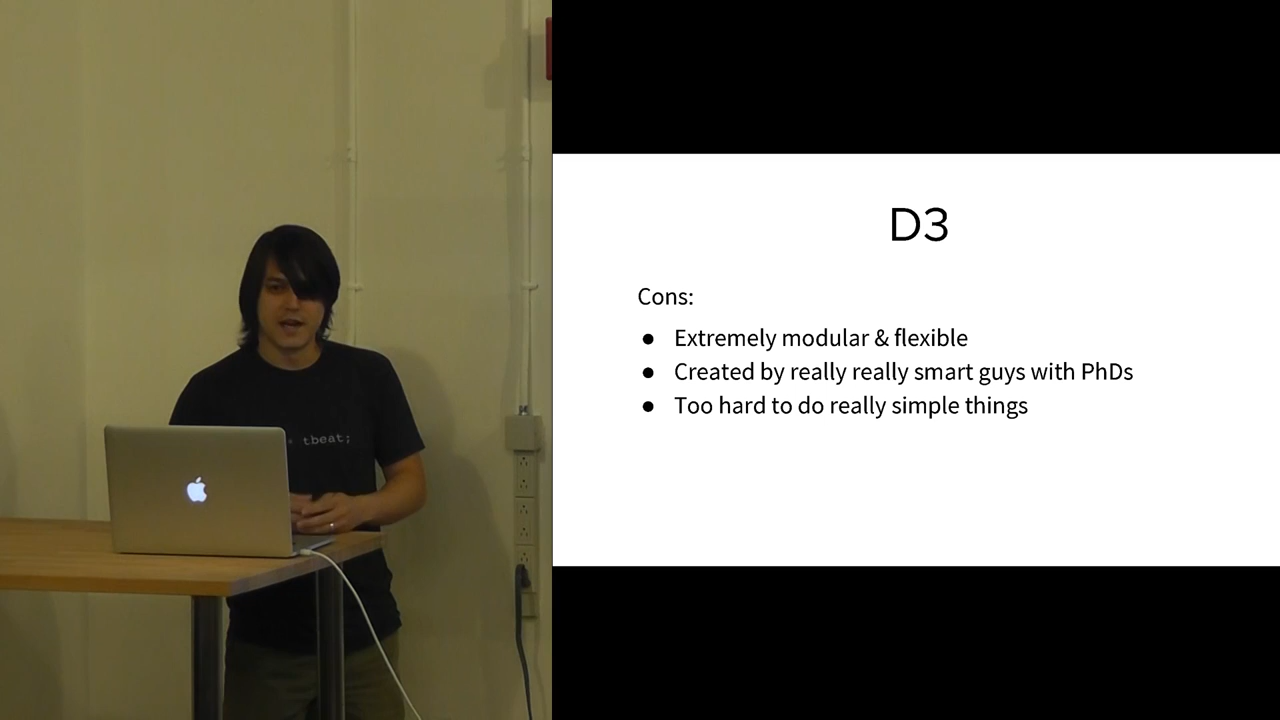 tbeat;
D3
Cons:
● Extremely modular & flexible
● Created by really really smart guys with PhDs
● Too hard to do really simple things